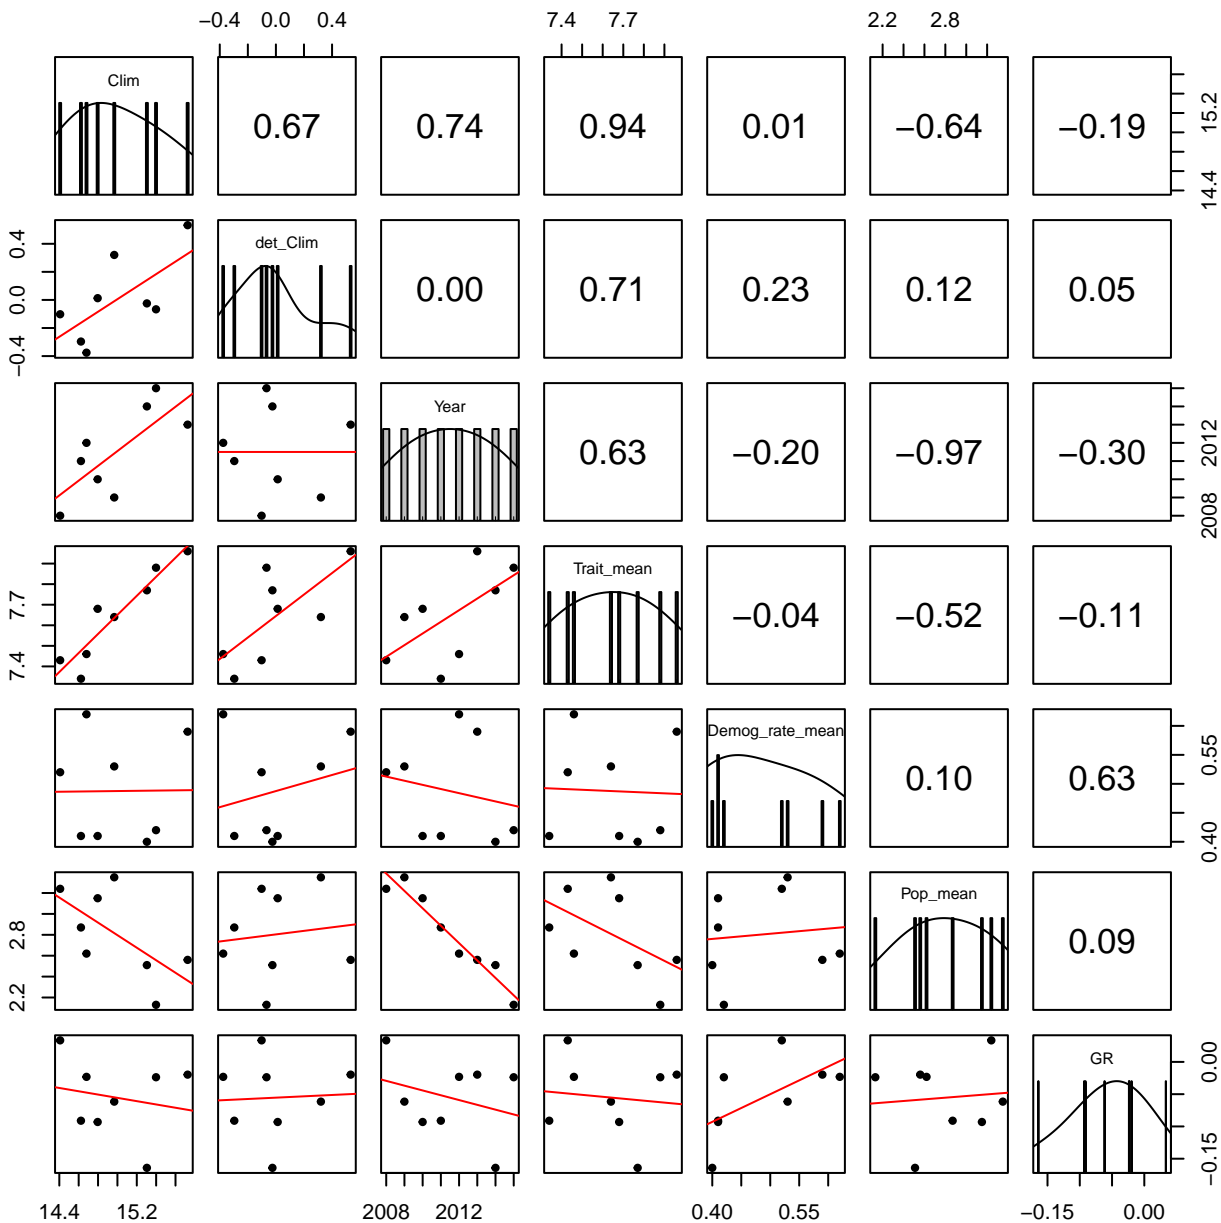 −0.4 0.0 0.4 7.4 7.7 2.2 2.8
Clim 0.67 0.74 0.94 0.01 −0.64 −0.19 14.4 15.2
−0.4 0.0 0.4 det_Clim 0.00 0.71 0.23 0.12 0.05
Year 0.63 −0.20 −0.97 −0.30 2008 2012
7.4 7.7 Trait_mean −0.04 −0.52 −0.11
Demog_rate_mean 0.10 0.63 0.40 0.55
2.2 2.8 Pop_mean 0.09
GR −0.15 0.00
14.4 15.2 2008 2012 0.40 0.55 −0.15 0.00